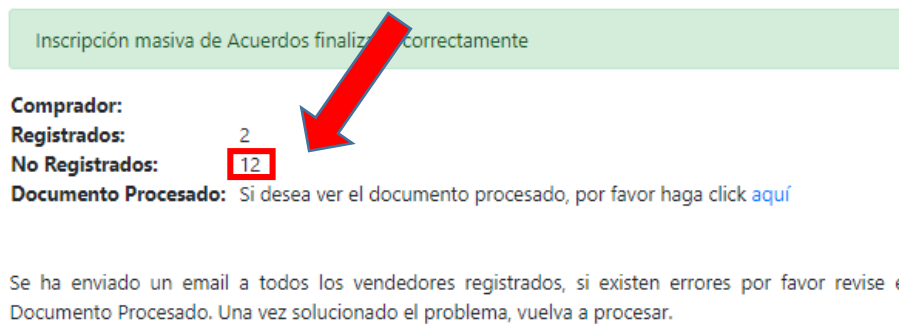 Inscripción masiva de Acuerdos finaliz correctamente
Comprador:
Registrados: 2
No Registrados: 12
Documento Procesado: Si desea ver el documento procesado, por favor haga click aquí
Se ha enviado un email a todos los vendedores registrados, si existen errores por favor revise e
Documento Procesado. Una vez solucionado el problema, vuelva a procesar.